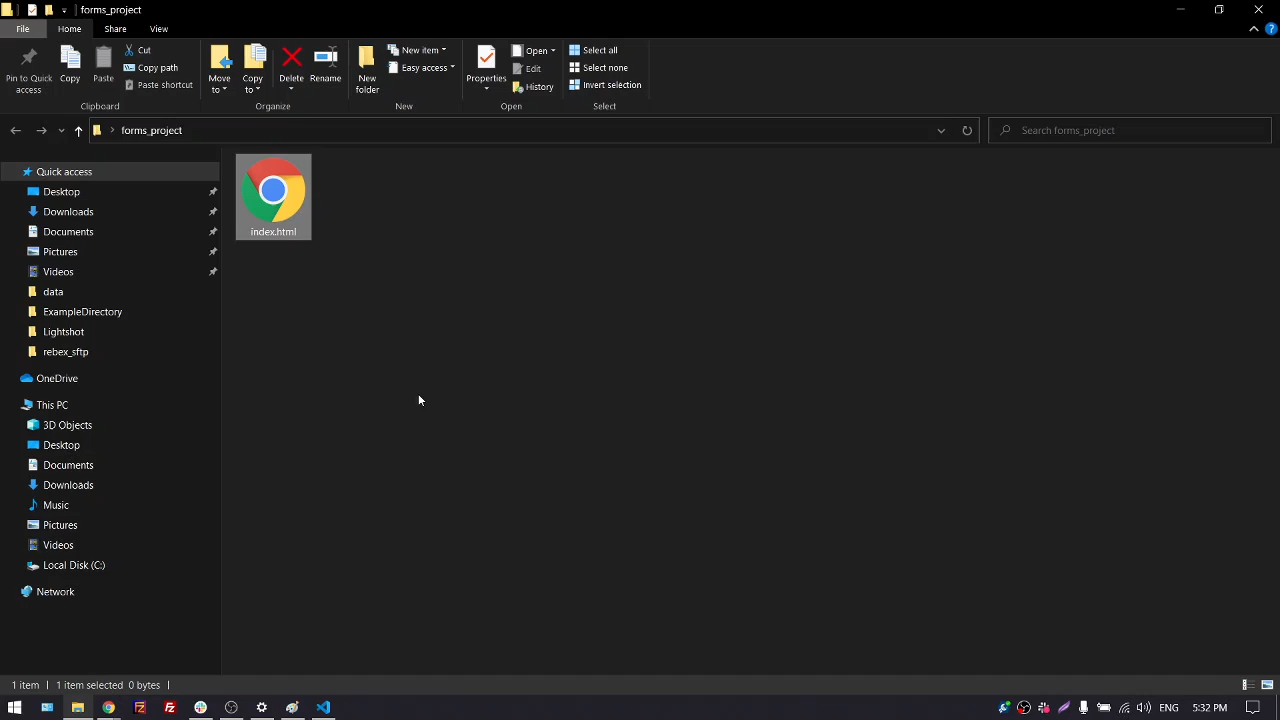 forms_project
File
Home
Share
View
Pin to Quick
access
Copy
Paste
Cut
Copy path
Paste shortcut
Clipboard
Move
to
Copy
to
Delete
Rename
Organize
New
folder
New item
Easy access
New
Properties
Open
Edit
History
Open
Select all
Select none
Invert selection
Select
forms_project
Search forms_project
Quick access
Desktop
Downloads
Documents
Pictures
Videos
data
ExampleDirectory
Lightshot
rebex_sftp
OneDrive
This PC
3D Objects
Desktop
Documents
Downloads
Music
Pictures
Videos
Local Disk (C:)
Network
index.html
1 item
1 item selected 0 bytes
ENG
5:32 PM